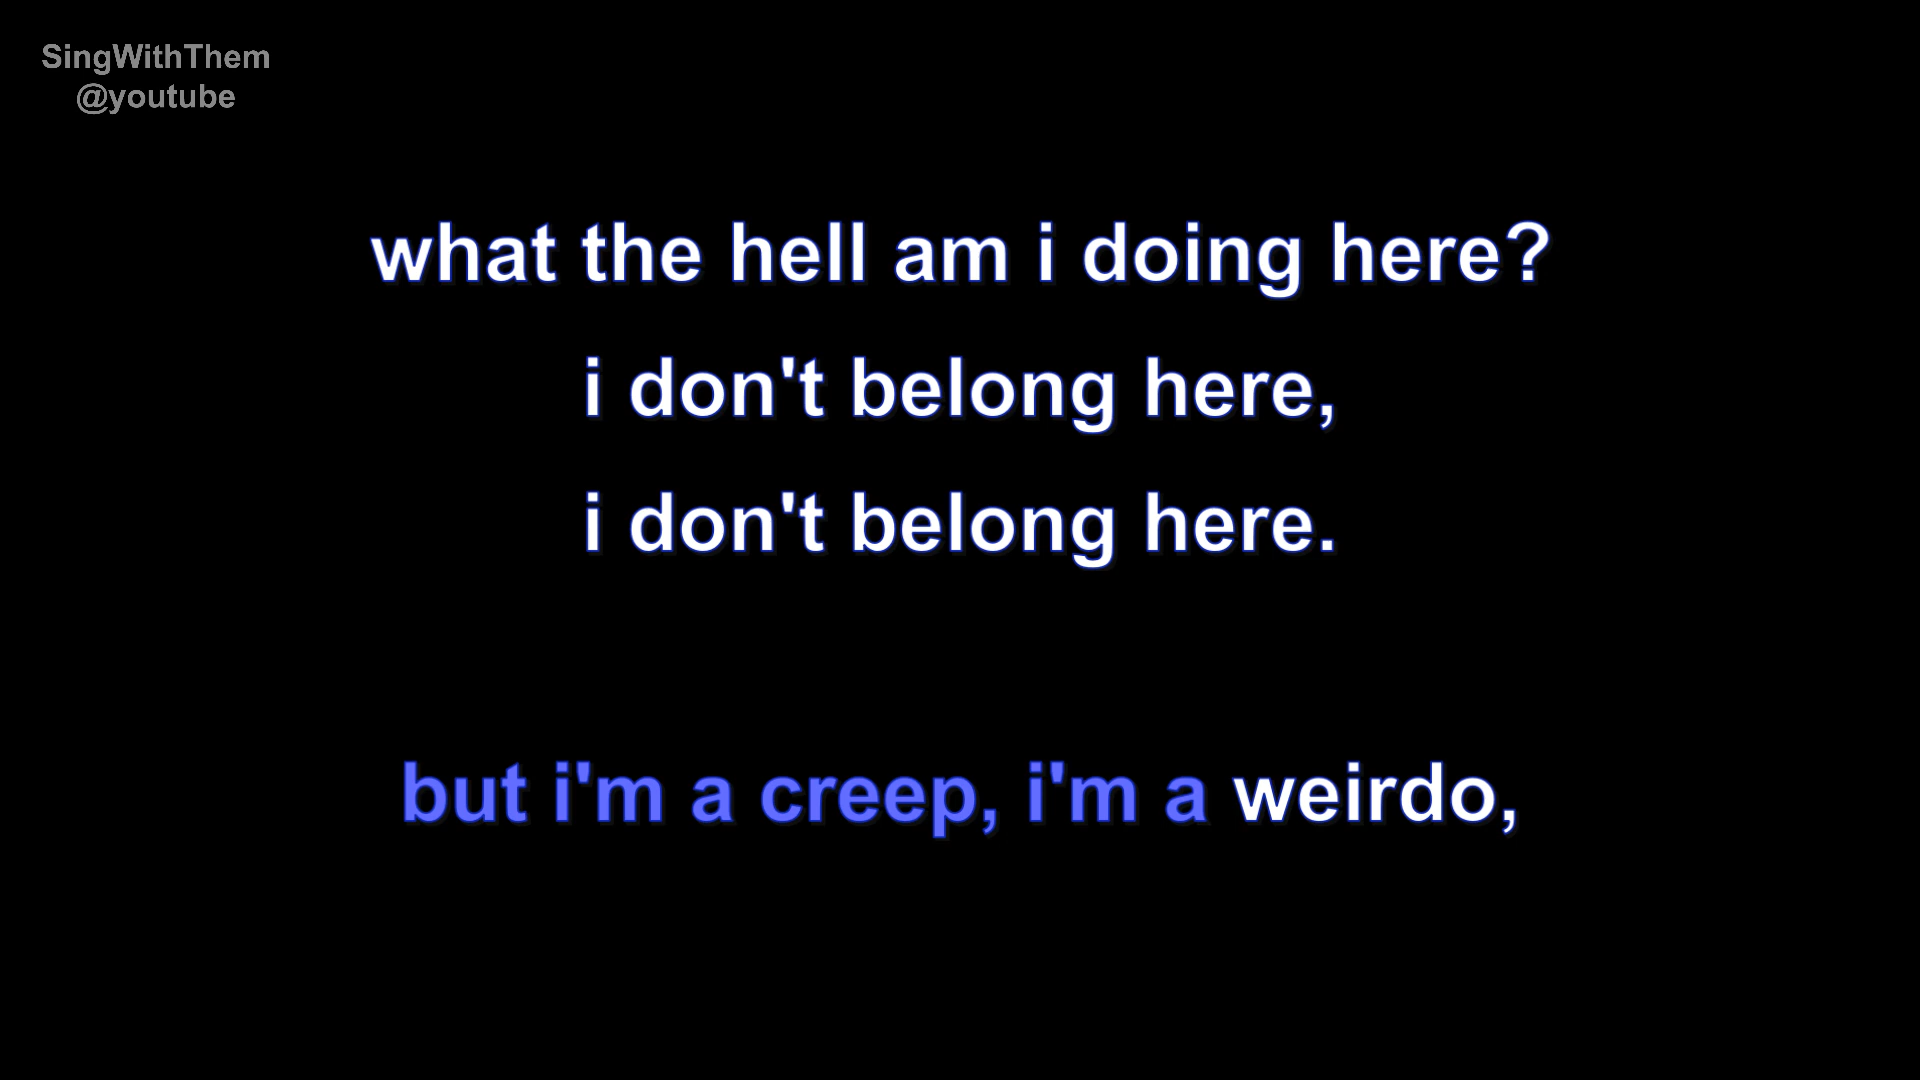 SingWithThem
@youtube
what the hell am i doing here?
i don't belong here,
i don't belong here.
but i'm a creep, i'm a weirdo,